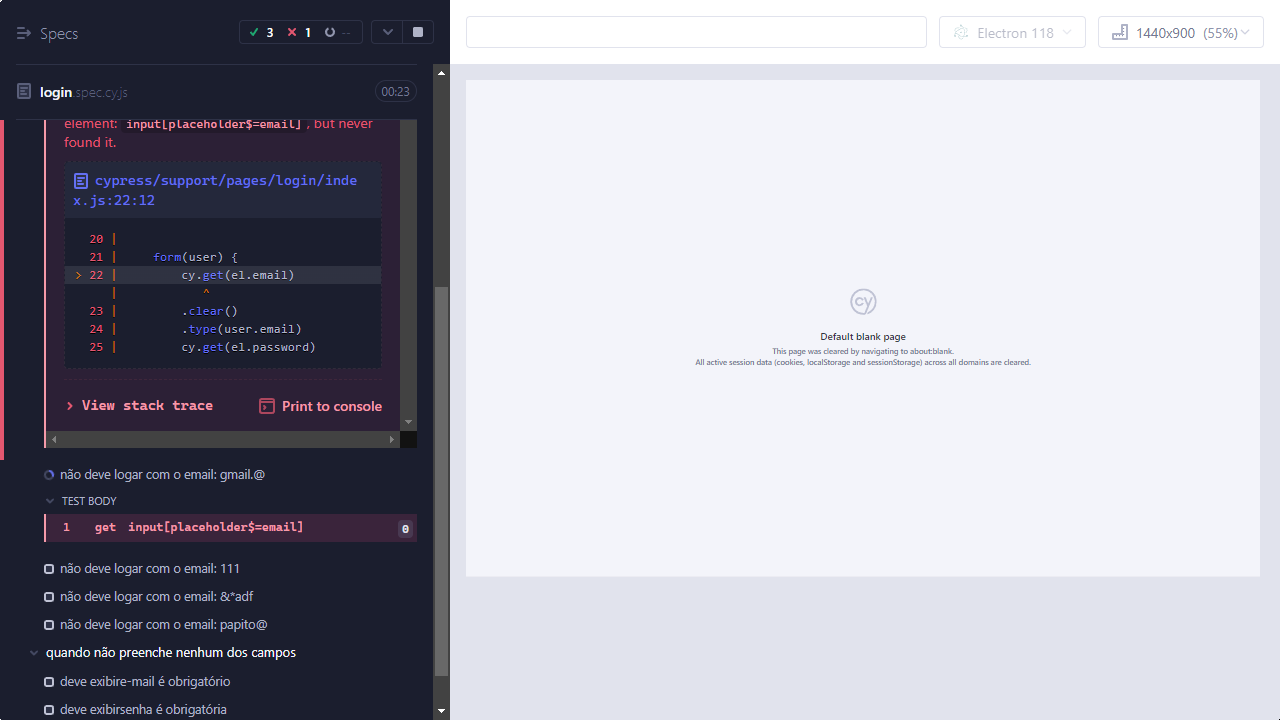 Specs
3
1
--
login.spec.cy.js
00:23
element: input[placeholder$=email], but never
found it.
cypress/support/pages/login/inde
x.js:22:12
20 |
21 | form(user) {
> 22 | cy.get(el.email)
| ^
23 | .clear()
24 | .type(user.email)
25 | cy.get(el.password)
View stack trace
Print to console
não deve logar com o email: gmail.@
TEST BODY
1 get input[placeholder$=email] 0
não deve logar com o email: 111
não deve logar com o email: &*adf
não deve logar com o email: papito@
quando não preenche nenhum dos campos
deve exibire-mail é obrigatório
deve exibirsenha é obrigatória
Electron 118
1440x900 (55%)
cy
Default blank page
This page was cleared by navigating to about:blank.
All active session data (cookies, localStorage and sessionStorage) across all domains are cleared.